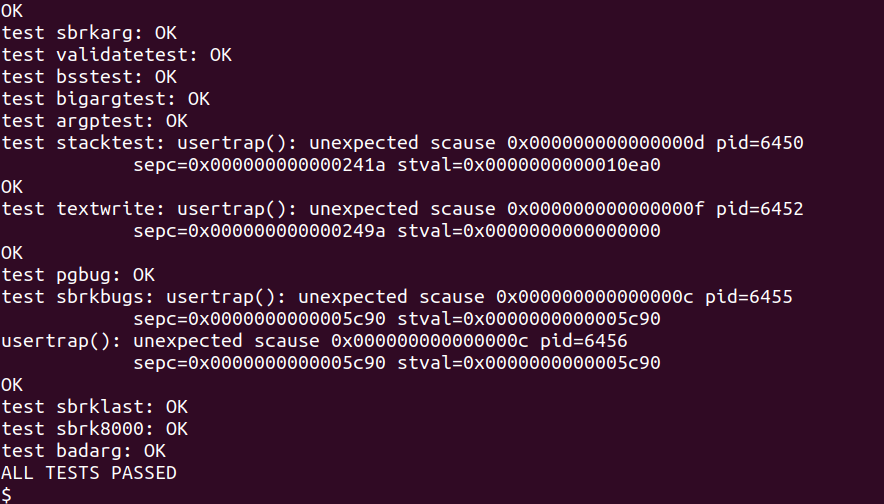 OK
test sbrkarg: OK
test validatetest: OK
test bsstest: OK
test bigargtest: OK
test argptest: OK
test stacktest: usertrap(): unexpected scause 0x000000000000000d pid=6450
            sepc=0x000000000000241a stval=0x0000000000010ea0
OK
test textwrite: usertrap(): unexpected scause 0x000000000000000f pid=6452
            sepc=0x000000000000249a stval=0x0000000000000000
OK
test pgbug: OK
test sbrkbugs: usertrap(): unexpected scause 0x000000000000000c pid=6455
            sepc=0x0000000000005c90 stval=0x0000000000005c90
usertrap(): unexpected scause 0x000000000000000c pid=6456
            sepc=0x0000000000005c90 stval=0x0000000000005c90
OK
test sbrklast: OK
test sbrk8000: OK
test badarg: OK
ALL TESTS PASSED
$